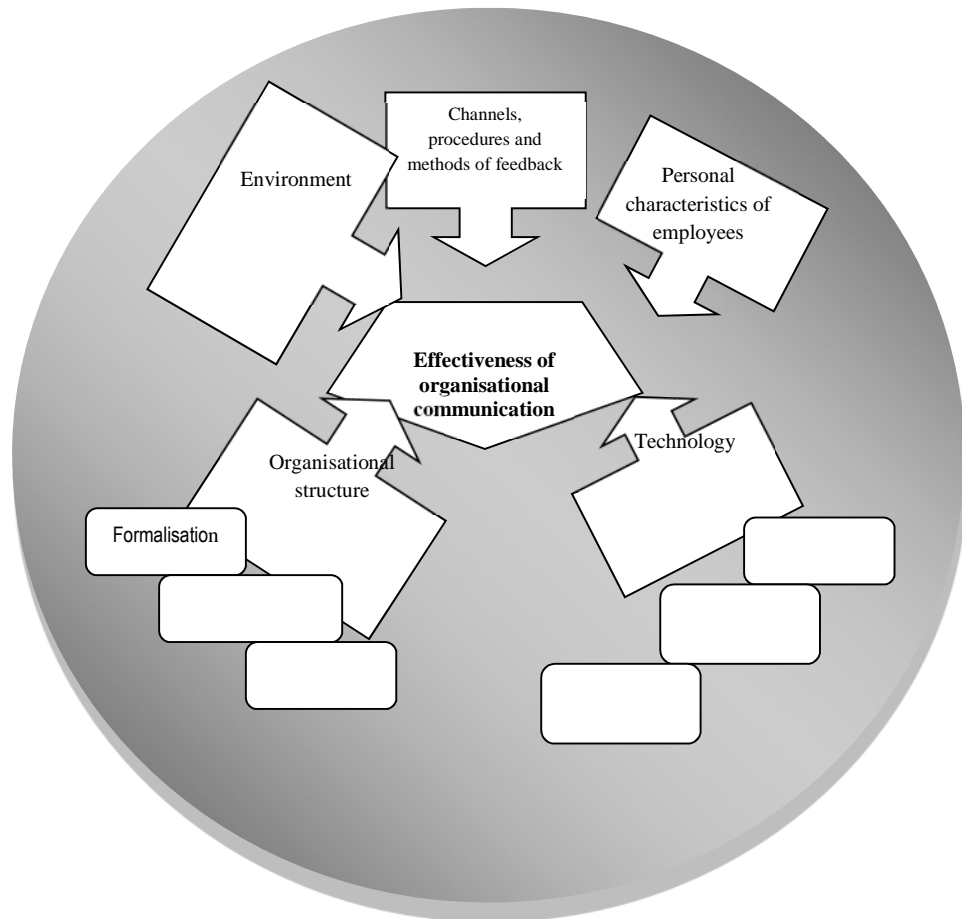 Channels,
procedures and
methods of feedback
Environment
Personal
characteristics of
employees
Effectiveness of
organisational
communication
Organisational
structure
Technology
Formalisation